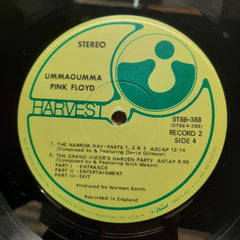 STEREO
UMMAGUMMA
PINK FLOYD
HARVEST
STBB-388
(STBB 4-388)
RECORD 2
SIDE 4
1. THE NARROW WAY - PARTS 1, 2 & 3 ASCAP 12:14
(Composed by & Featuring David Gilmour)
2. THE GRAND VIZIER'S GARDEN PARTY ASCAP 8:55
(Composed by & Featuring Nick Mason)
PART I - ENTRANCE
PART II - ENTERTAINMENT
PART III - EXIT
Produced by Norman Smith
Recorded in England